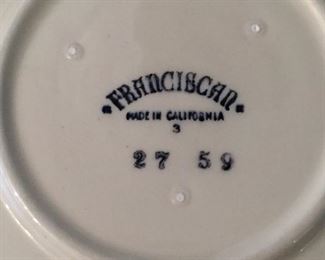 ·FRANCISCAN·
MADE IN CALIFORNIA
3
27 59